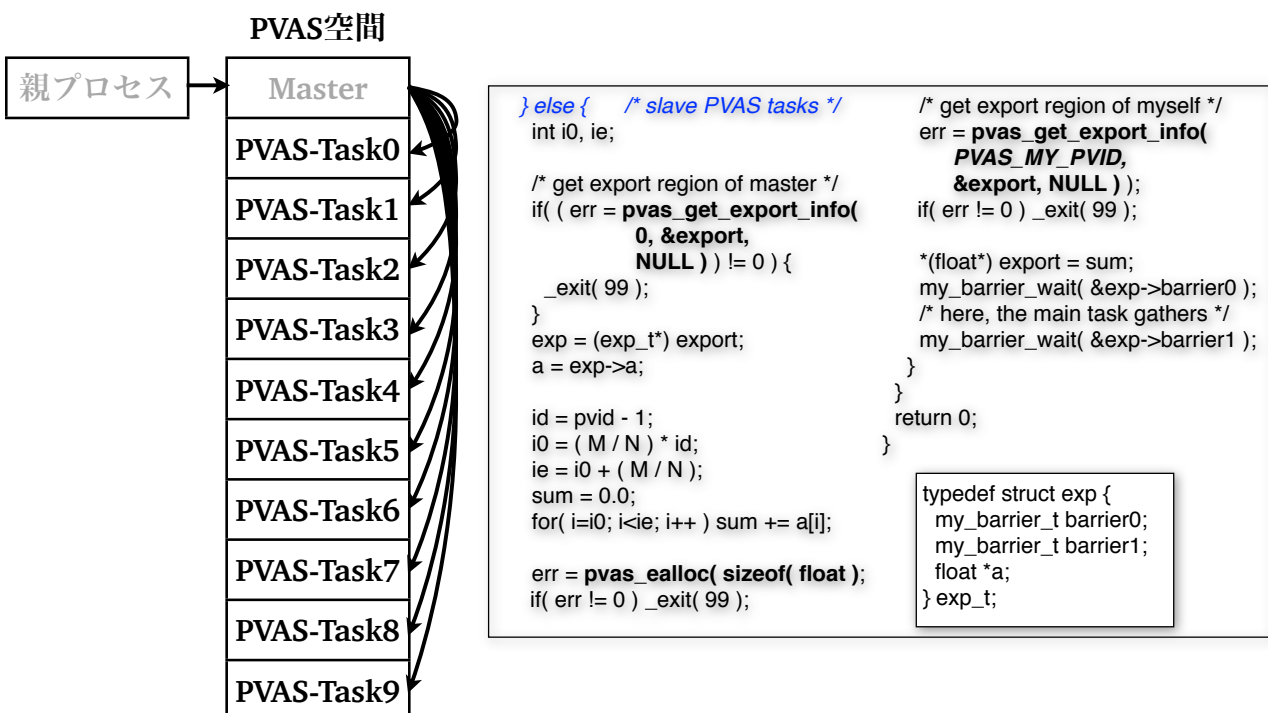 PVAS空間
親プロセス
Master
PVAS-Task0
PVAS-Task1
PVAS-Task2
PVAS-Task3
PVAS-Task4
PVAS-Task5
PVAS-Task6
PVAS-Task7
PVAS-Task8
PVAS-Task9
} else { /* slave PVAS tasks */
int i0, ie;
/* get export region of master */
if( ( err = pvas_get_export_info(
0, &export,
NULL ) ) != 0 ) {
_exit( 99 );
}
exp = (exp_t*) export;
a = exp->a;
id = pvid - 1;
i0 = ( M / N ) * id;
ie = i0 + ( M / N );
sum = 0.0;
for( i=i0; i<ie; i++ ) sum += a[i];
err = pvas_ealloc( sizeof( float );
if( err != 0 ) _exit( 99 );
/* get export region of myself */
err = pvas_get_export_info(
PVAS_MY_PVID,
&export, NULL ) );
if( err != 0 ) _exit( 99 );
*(float*) export = sum;
my_barrier_wait( &exp->barrier0 );
/* here, the main task gathers */
my_barrier_wait( &exp->barrier1 );
}
}
return 0;
}
typedef struct exp {
my_barrier_t barrier0;
my_barrier_t barrier1;
float *a;
} exp_t;